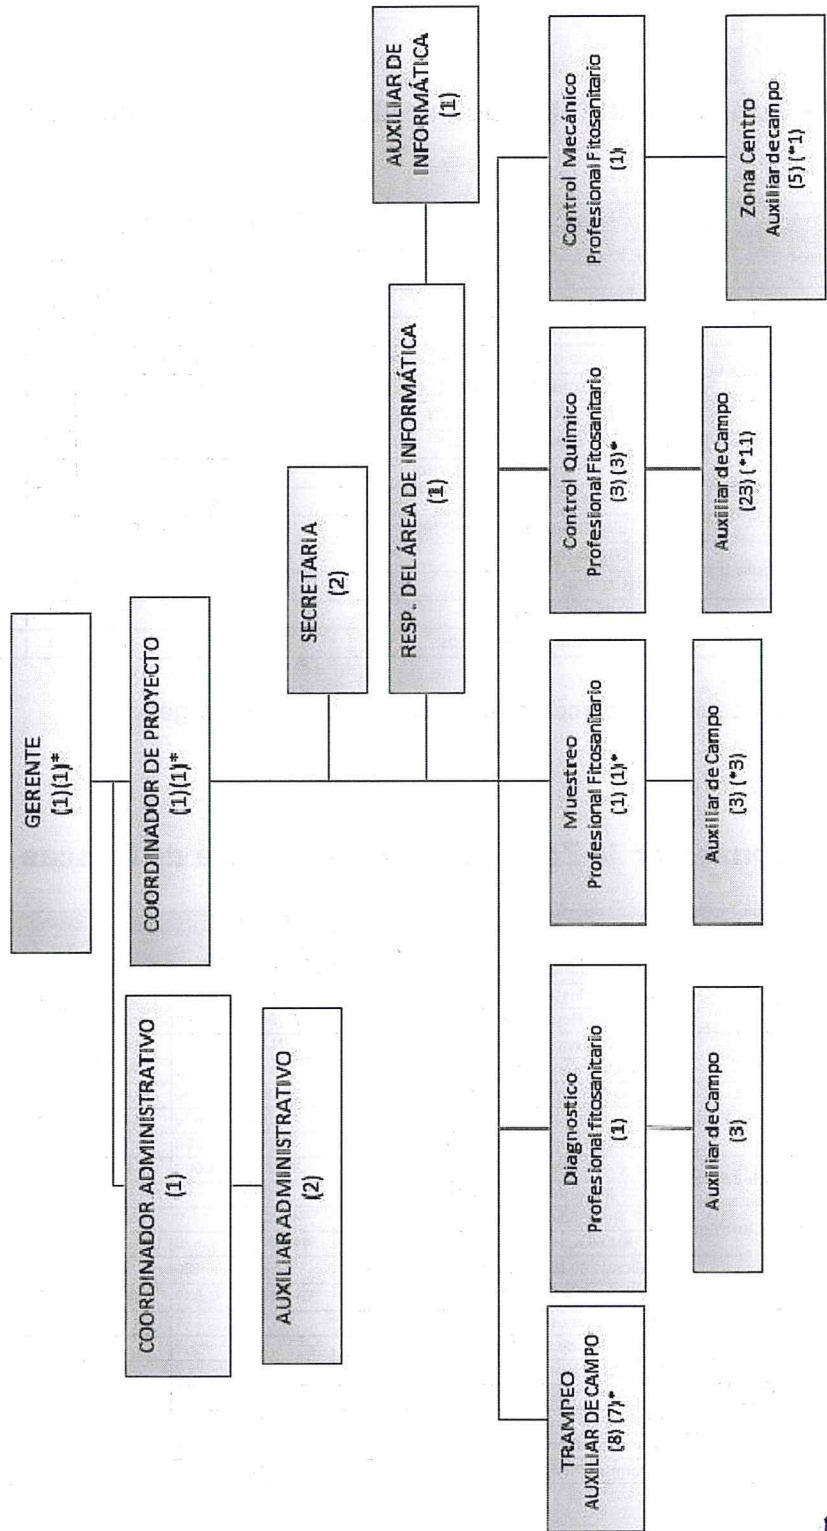 GERENTE
(1)(1)*
COORDINADOR DE PROYECTO
(1)(1)*
COORDINADOR ADMINISTRATIVO
(1)
AUXILIAR ADMINISTRATIVO
(2)
SECRETARIA
(2)
RESP. DEL ÁREA DE INFORMÁTICA
(1)
AUXILIAR DE
INFORMÁTICA
(1)
TRAMPEO
AUXILIAR DE CAMPO
(8) (7)*
Diagnostico
Profesional fitosanitario
(1)
Auxiliar de Campo
(3)
Muestreo
Profesional Fitosanitario
(1) (1)*
Auxiliar de Campo
(3) (*3)
Control Químico
Profesional Fitosanitario
(3) (3)*
Auxiliar de Campo
(23) (*11)
Control Mecánico
Profesional Fitosanitario
(1)
Zona Centro
Auxiliar de campo
(5) (*1)